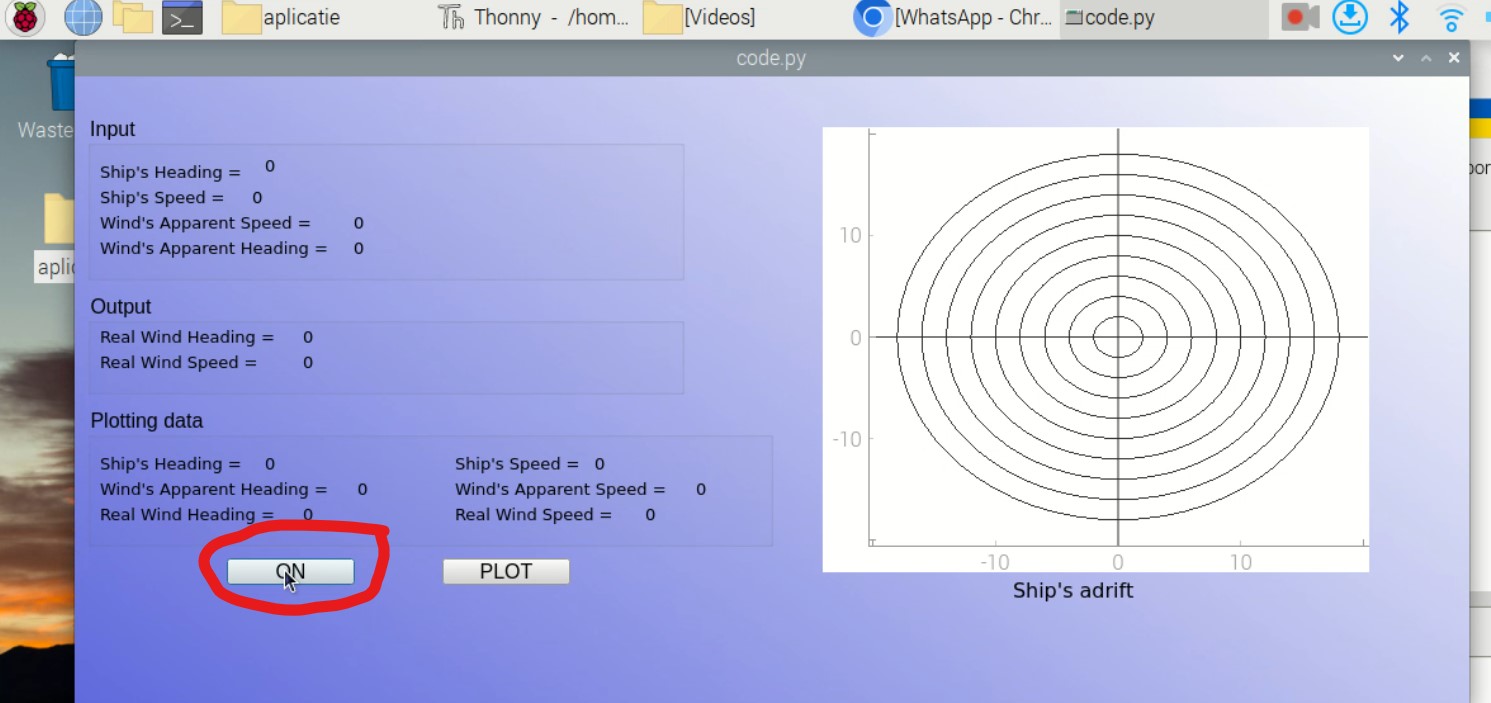 aplicatie
Thonny - /hom...
[Videos]
[WhatsApp - Chr...
code.py
code.py
Waste
Input
Ship's Heading = 0
Ship's Speed = 0
Wind's Apparent Speed = 0
Wind's Apparent Heading = 0
Output
Real Wind Heading = 0
Real Wind Speed = 0
Plotting data
Ship's Heading = 0 Ship's Speed = 0
Wind's Apparent Heading = 0 Wind's Apparent Speed = 0
Real Wind Heading = 0 Real Wind Speed = 0
ON
PLOT
10
0
-10
-10 0 10
Ship's adrift